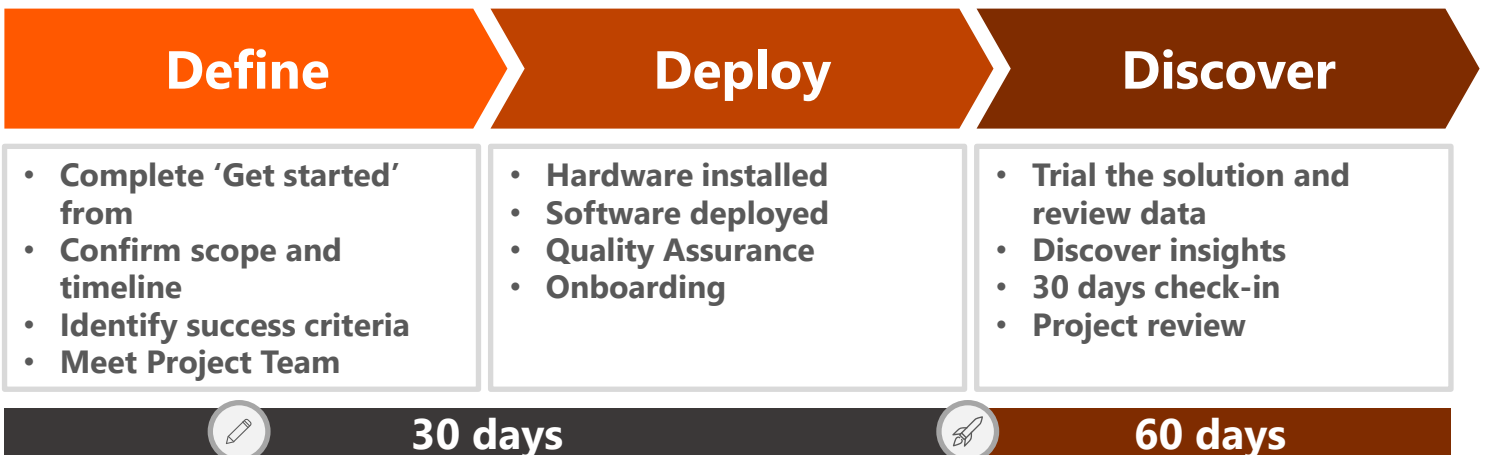 Define
Deploy
Discover
• Complete ‘Get started’
from
• Confirm scope and
timeline
• Identify success criteria
• Meet Project Team
• Hardware installed
• Software deployed
• Quality Assurance
• Onboarding
• Trial the solution and
review data
• Discover insights
• 30 days check-in
• Project review
30 days
60 days